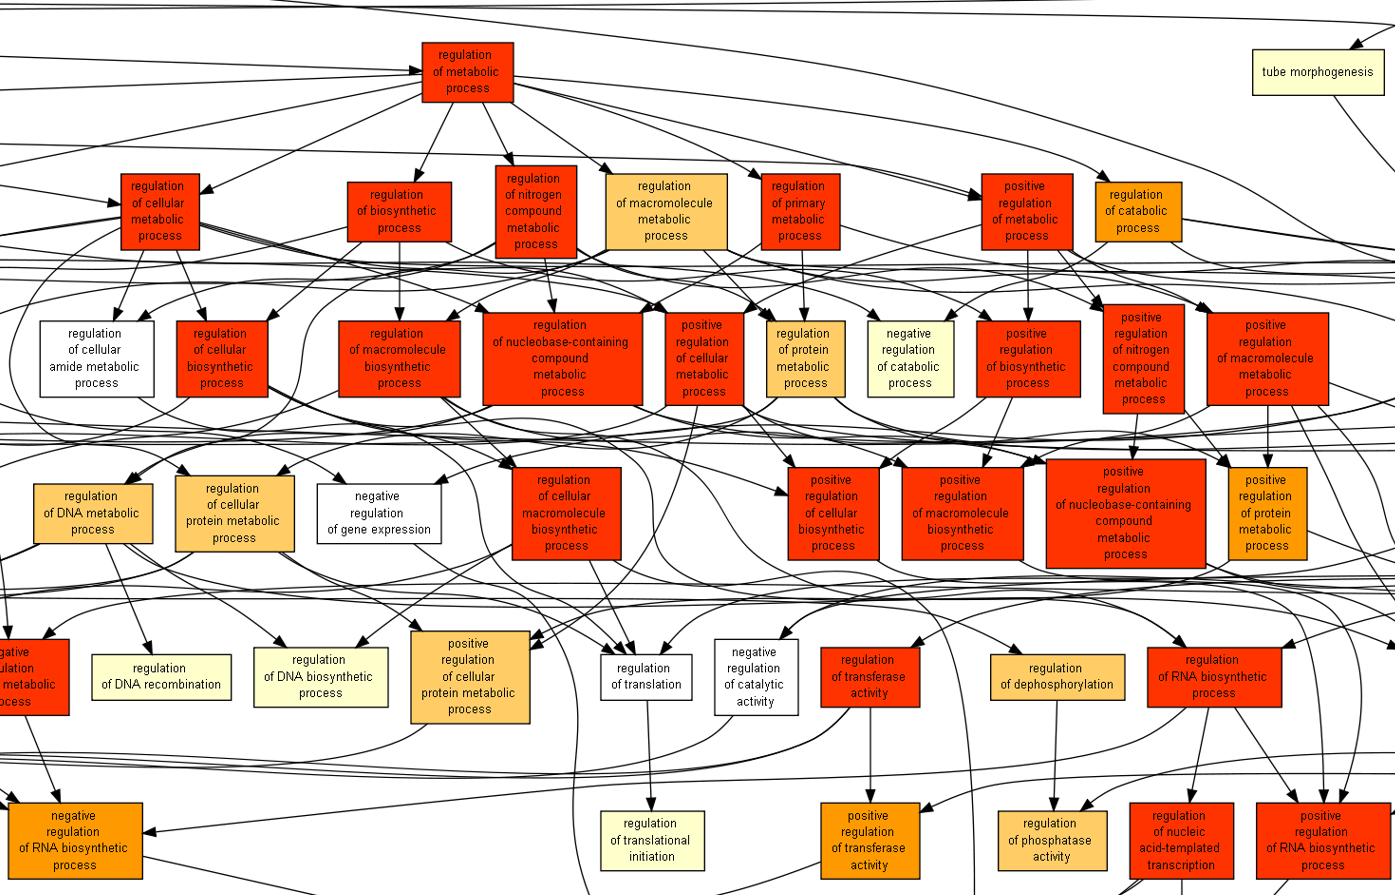 regulation
of metabolic
process
tube morphogenesis
regulation
of cellular
metabolic
process
regulation
of biosynthetic
process
regulation
of nitrogen
compound
metabolic
process
regulation
of macromolecule
metabolic
process
regulation
of primary
metabolic
process
positive
regulation
of metabolic
process
regulation
of catabolic
process
regulation
of cellular
amide metabolic
process
regulation
of cellular
biosynthetic
process
regulation
of macromolecule
biosynthetic
process
regulation
of nucleobase-containing
compound
metabolic
process
positive
regulation
of cellular
metabolic
process
regulation
of protein
metabolic
process
negative
regulation
of catabolic
process
positive
regulation
of biosynthetic
process
positive
regulation
of nitrogen
compound
metabolic
process
positive
regulation
of macromolecule
metabolic
process
regulation
of DNA metabolic
process
regulation
of cellular
protein metabolic
process
negative
regulation
of gene expression
regulation
of cellular
macromolecule
biosynthetic
process
positive
regulation
of cellular
biosynthetic
process
positive
regulation
of macromolecule
biosynthetic
process
positive
regulation
of nucleobase-containing
compound
metabolic
process
positive
regulation
of protein
metabolic
process
gative
ulation
metabolic
ocess
regulation
of DNA recombination
regulation
of DNA biosynthetic
process
positive
regulation
of cellular
protein metabolic
process
regulation
of translation
negative
regulation
of catalytic
activity
regulation
of transferase
activity
regulation
of dephosphorylation
regulation
of RNA biosynthetic
process
negative
regulation
of RNA biosynthetic
process
regulation
of translational
initiation
positive
regulation
of transferase
activity
regulation
of phosphatase
activity
regulation
of nucleic
acid-templated
transcription
positive
regulation
of RNA biosynthetic
process